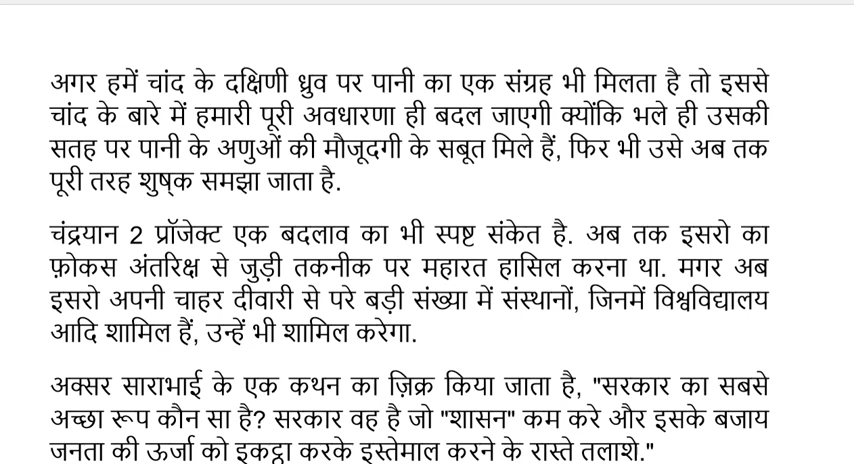 अगर हमें चांद के दक्षिणी ध्रुव पर पानी का एक संग्रह भी मिलता है तो इससे
चांद के बारे में हमारी पूरी अवधारणा ही बदल जाएगी क्योंकि भले ही उसकी
सतह पर पानी के अणुओं की मौजूदगी के सबूत मिले हैं, फिर भी उसे अब तक
पूरी तरह शुष्क समझा जाता है.
चंद्रयान 2 प्रॉजेक्ट एक बदलाव का भी स्पष्ट संकेत है. अब तक इसरो का
फ़ोकस अंतरिक्ष से जुड़ी तकनीक पर महारत हासिल करना था. मगर अब
इसरो अपनी चाहर दीवारी से परे बड़ी संख्या में संस्थानों, जिनमें विश्वविद्यालय
आदि शामिल हैं, उन्हें भी शामिल करेगा.
अक्सर साराभाई के एक कथन का ज़िक्र किया जाता है, "सरकार का सबसे
अच्छा रूप कौन सा है? सरकार वह है जो "शासन" कम करे और इसके बजाय
जनता की ऊर्जा को इकट्ठा करके इस्तेमाल करने के रास्ते तलाशे."